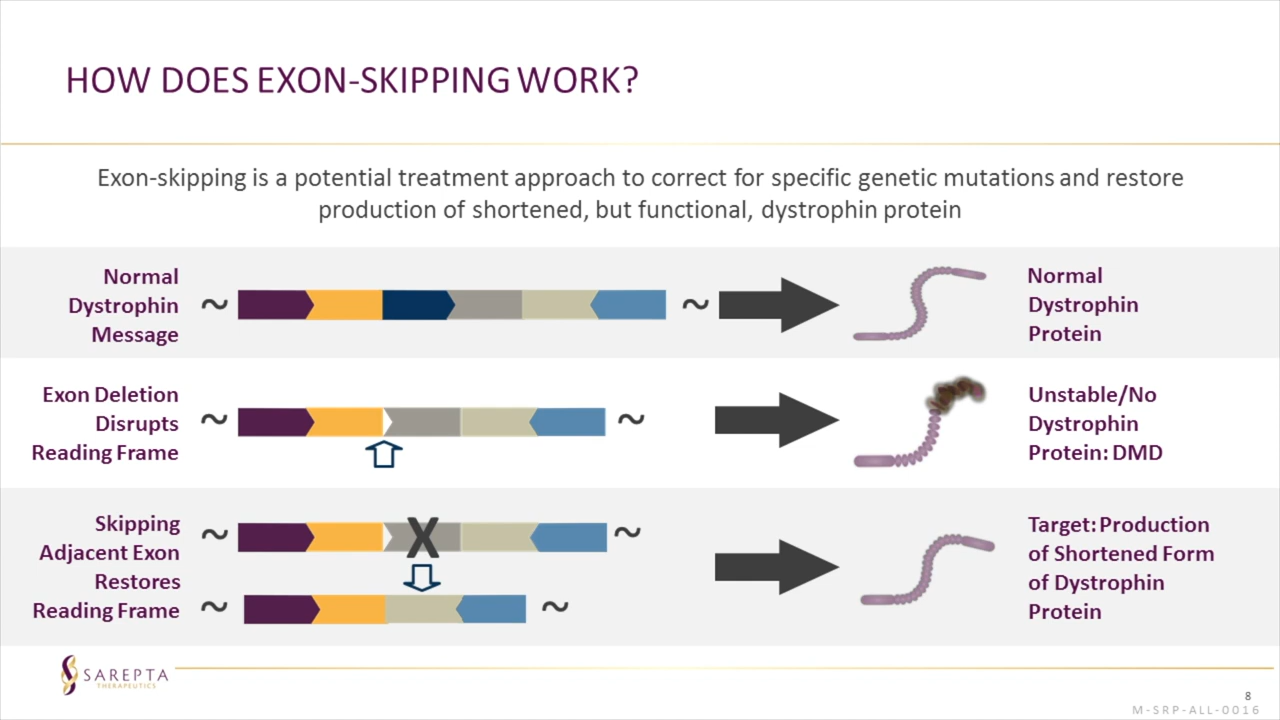 HOW DOES EXON-SKIPPING WORK?
Exon-skipping is a potential treatment approach to correct for specific genetic mutations and restore
production of shortened, but functional, dystrophin protein
Normal
Dystrophin
Message
~
~
Normal
Dystrophin
Protein
Exon Deletion
Disrupts
Reading Frame
~
~
Unstable/No
Dystrophin
Protein: DMD
Skipping
Adjacent Exon
Restores
Reading Frame
~
X
~
~
~
Target: Production
of Shortened Form
of Dystrophin
Protein
SAREPTA
THERAPEUTICS
8
M-SRP-ALL-0016